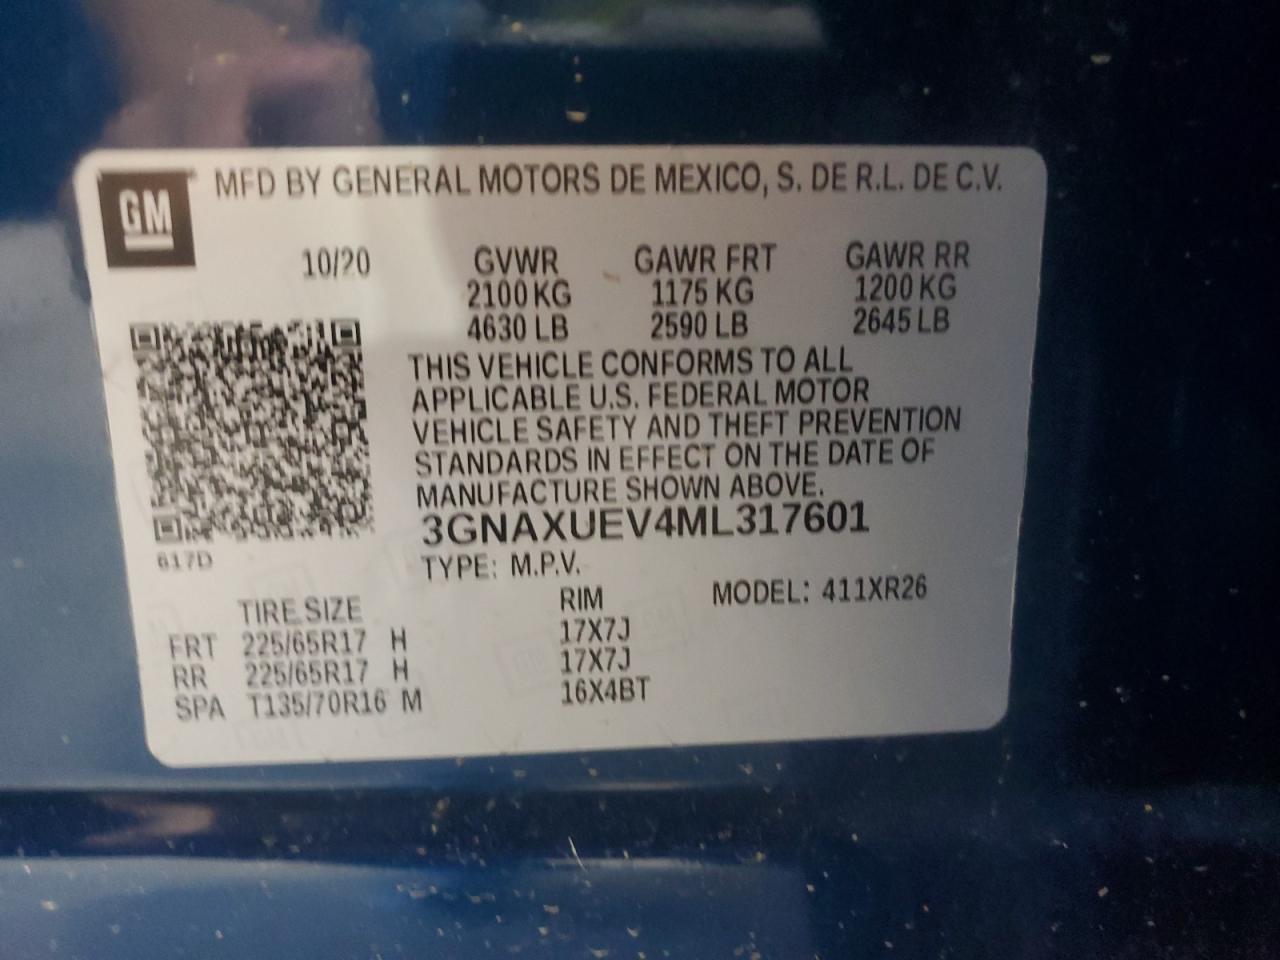 GM
MFD BY GENERAL MOTORS DE MEXICO, S. DE R.L. DE C.V.
10/20 GVWR GAWR FRT GAWR RR
2100 KG 1175 KG 1200 KG
4630 LB 2590 LB 2645 LB
THIS VEHICLE CONFORMS TO ALL
APPLICABLE U.S. FEDERAL MOTOR
VEHICLE SAFETY AND THEFT PREVENTION
STANDARDS IN EFFECT ON THE DATE OF
MANUFACTURE SHOWN ABOVE.
3GNAXUEV4ML317601
617D
TYPE: M.P.V.
TIRE SIZE RIM MODEL: 411XR26
FRT 225/65R17 H 17X7J
RR 225/65R17 H 17X7J
SPA T135/70R16 M 16X4BT